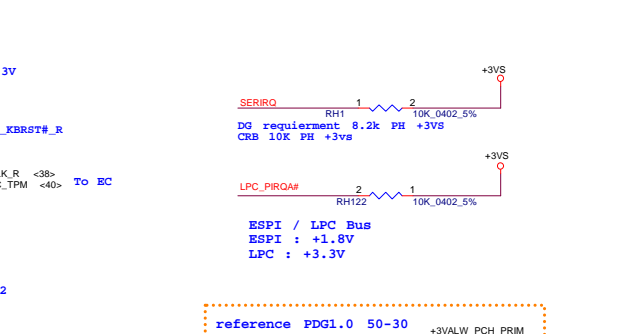 3V
+3VS
SERIRQ 1 2
RH1 10K_0402_5%
DG requierment 8.2k PH +3VS
CRB 10K PH +3vs
_KBRST#_R
+3VS
K_R <38>
_TPM <40> To EC
LPC_PIRQA# 2 1
RH122 10K_0402_5%
ESPI / LPC Bus
ESPI : +1.8V
LPC : +3.3V
2
reference PDG1.0 50-30
+3VALW_PCH_PRIM